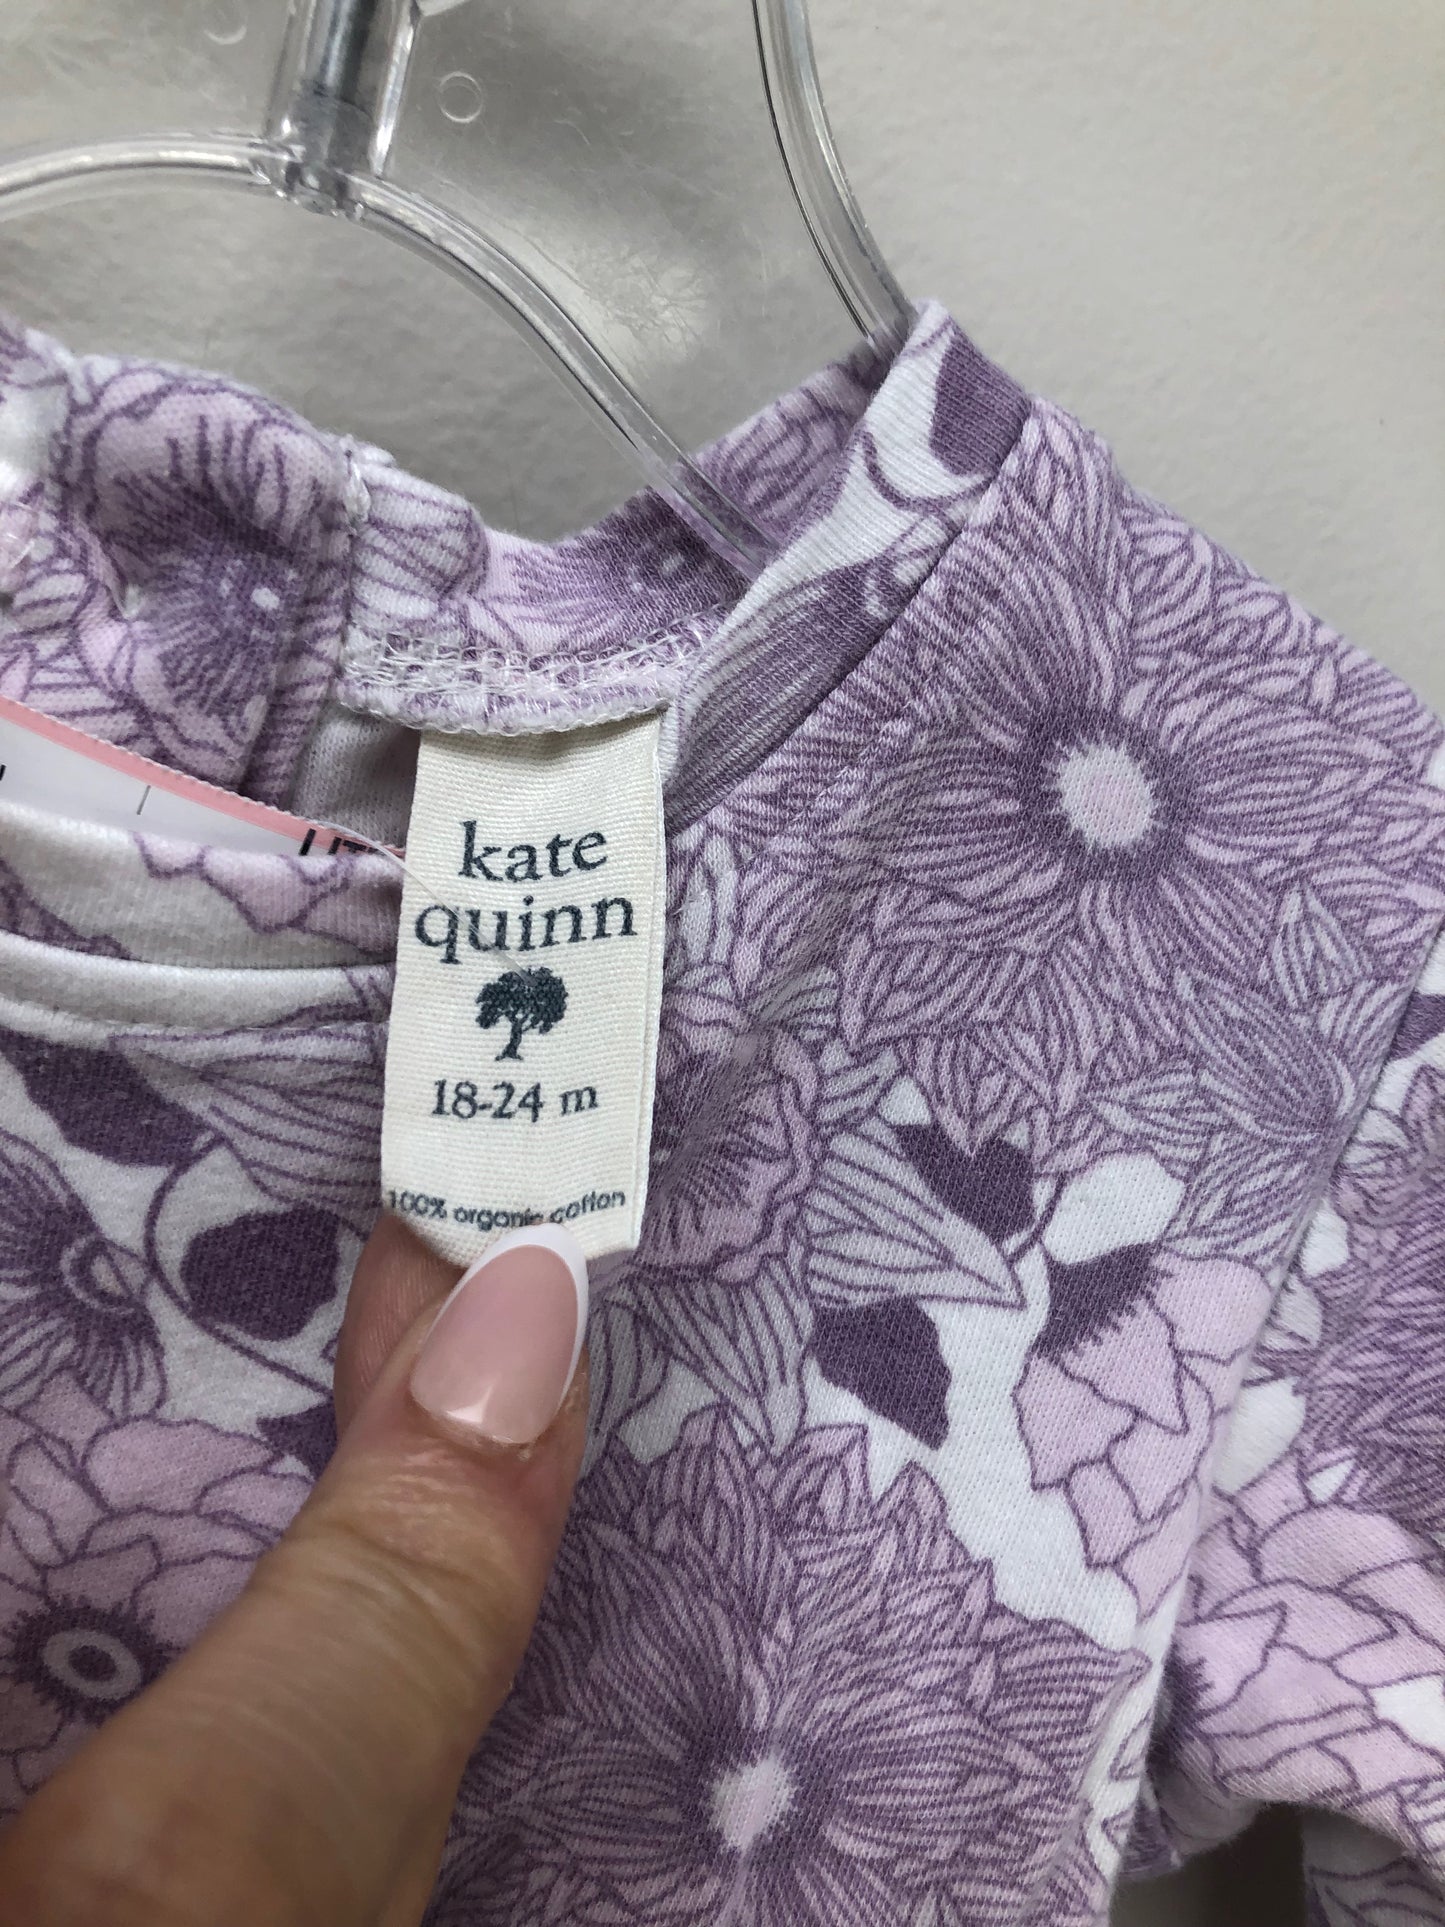 kate
quinn
18-24 m
100% organic cotton